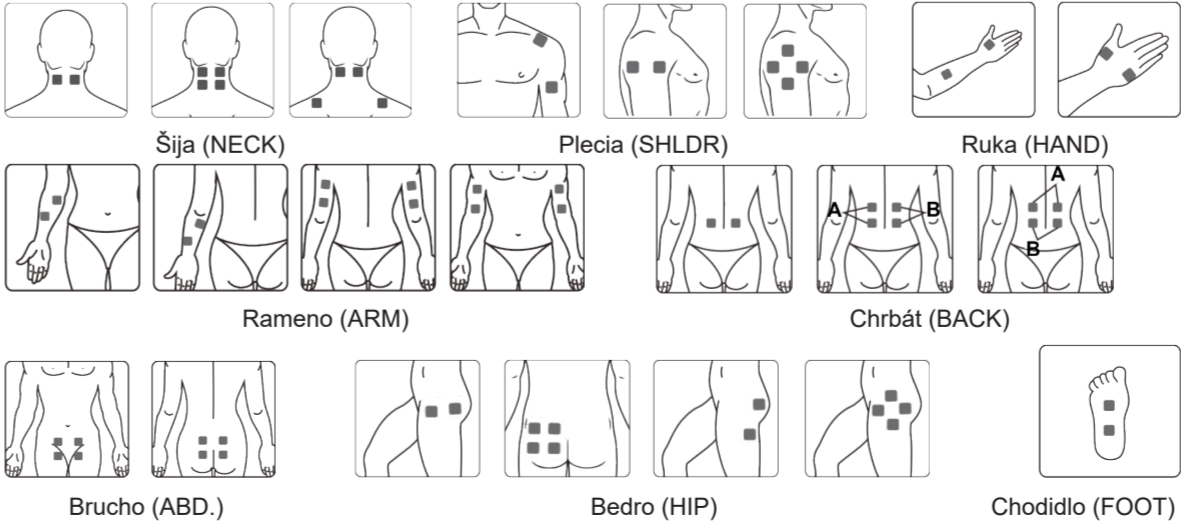 Šija (NECK)
Plecia (SHLDR)
Ruka (HAND)
A
B
A
B
Rameno (ARM)
Chrbát (BACK)
Brucho (ABD.)
Bedro (HIP)
Chodidlo (FOOT)